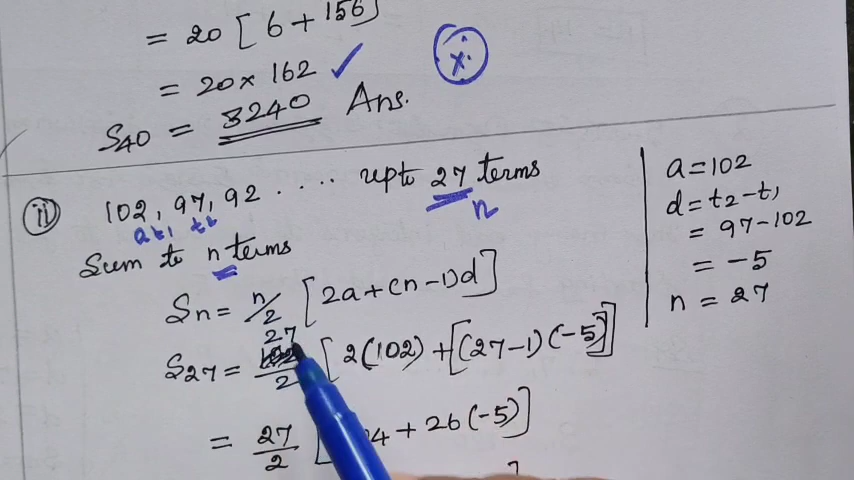 = 20 [ 6 + 156 ]
= 20 × 162 ✓
S40 = 3240 Ans.
x.
(ii) 102, 97, 92 ..... upto 27 terms
a t1 t2 n
Sum to n terms
Sn = n/2 [ 2a + (n - 1)d ]
S27 = 27/2 [ 2(102) + [(27-1)(-5)] ]
= 27/2 [ 4 + 26(-5) ]
a = 102
d = t2 - t1
= 97 - 102
= -5
n = 27